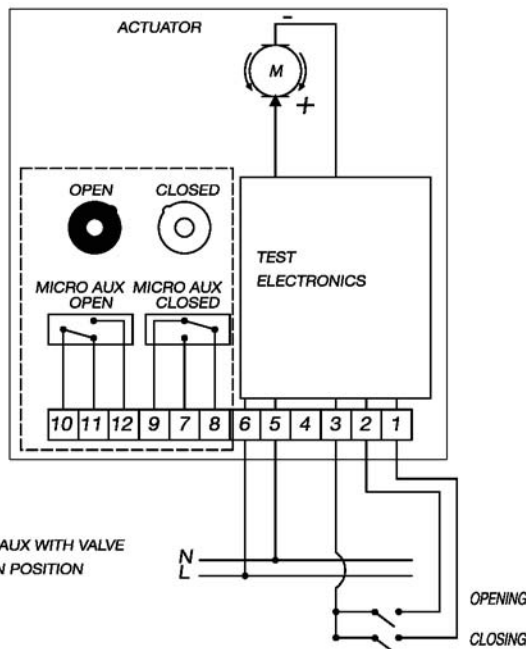 ACTUATOR
-
M
+
OPEN CLOSED
MICRO AUX MICRO AUX
OPEN CLOSED
TEST
ELECTRONICS
10 11 12 9 7 8 6 5 4 3 2 1
AUX WITH VALVE
N POSITION
N
L
OPENING
CLOSING